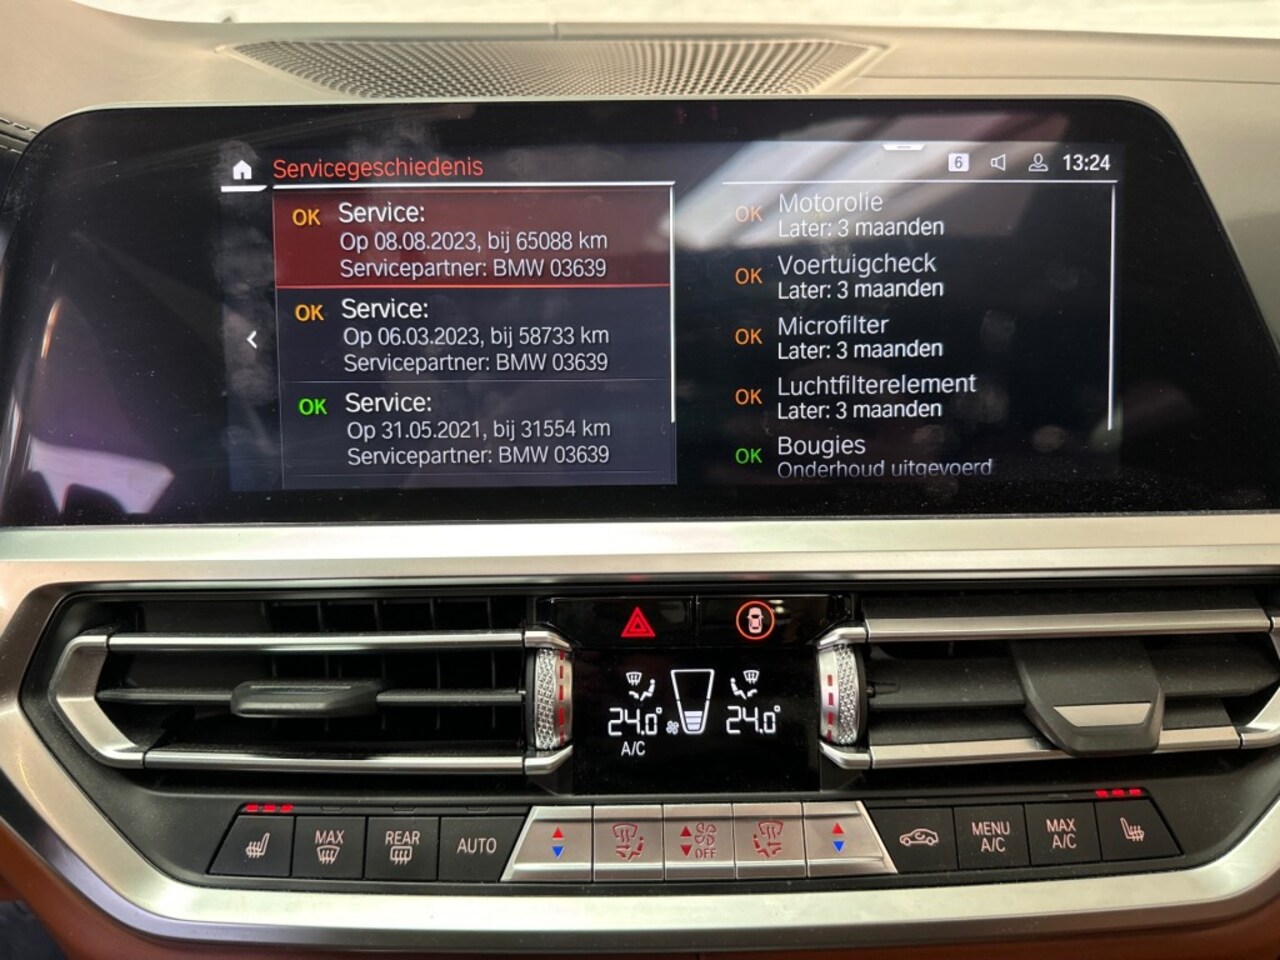 Servicegeschiedenis
6 13:24
OK Service:
Op 08.08.2023, bij 65088 km
Servicepartner: BMW 03639
OK Service:
Op 06.03.2023, bij 58733 km
Servicepartner: BMW 03639
OK Service:
Op 31.05.2021, bij 31554 km
Servicepartner: BMW 03639
OK Motorolie
Later: 3 maanden
OK Voertuigcheck
Later: 3 maanden
OK Microfilter
Later: 3 maanden
OK Luchtfilterelement
Later: 3 maanden
OK Bougies
Onderhoud uitgevoerd
24.0° 24.0°
A/C
MAX
REAR
AUTO
OFF
MENU
A/C
MAX
A/C